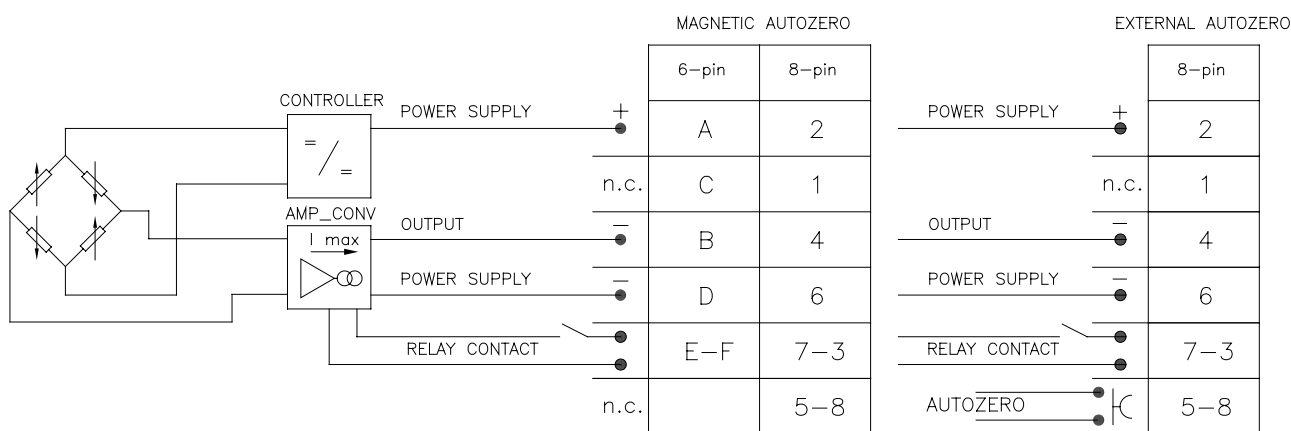 MAGNETIC AUTOZERO EXTERNAL AUTOZERO
6-pin 8-pin 8-pin
CONTROLLER
POWER SUPPLY + A 2 POWER SUPPLY + 2
= / =
n.c. C 1 n.c. 1
AMP_CONV
OUTPUT - B 4 OUTPUT - 4
I max
POWER SUPPLY - D 6 POWER SUPPLY - 6
RELAY CONTACT E-F 7-3 RELAY CONTACT 7-3
n.c. 5-8 AUTOZERO 5-8